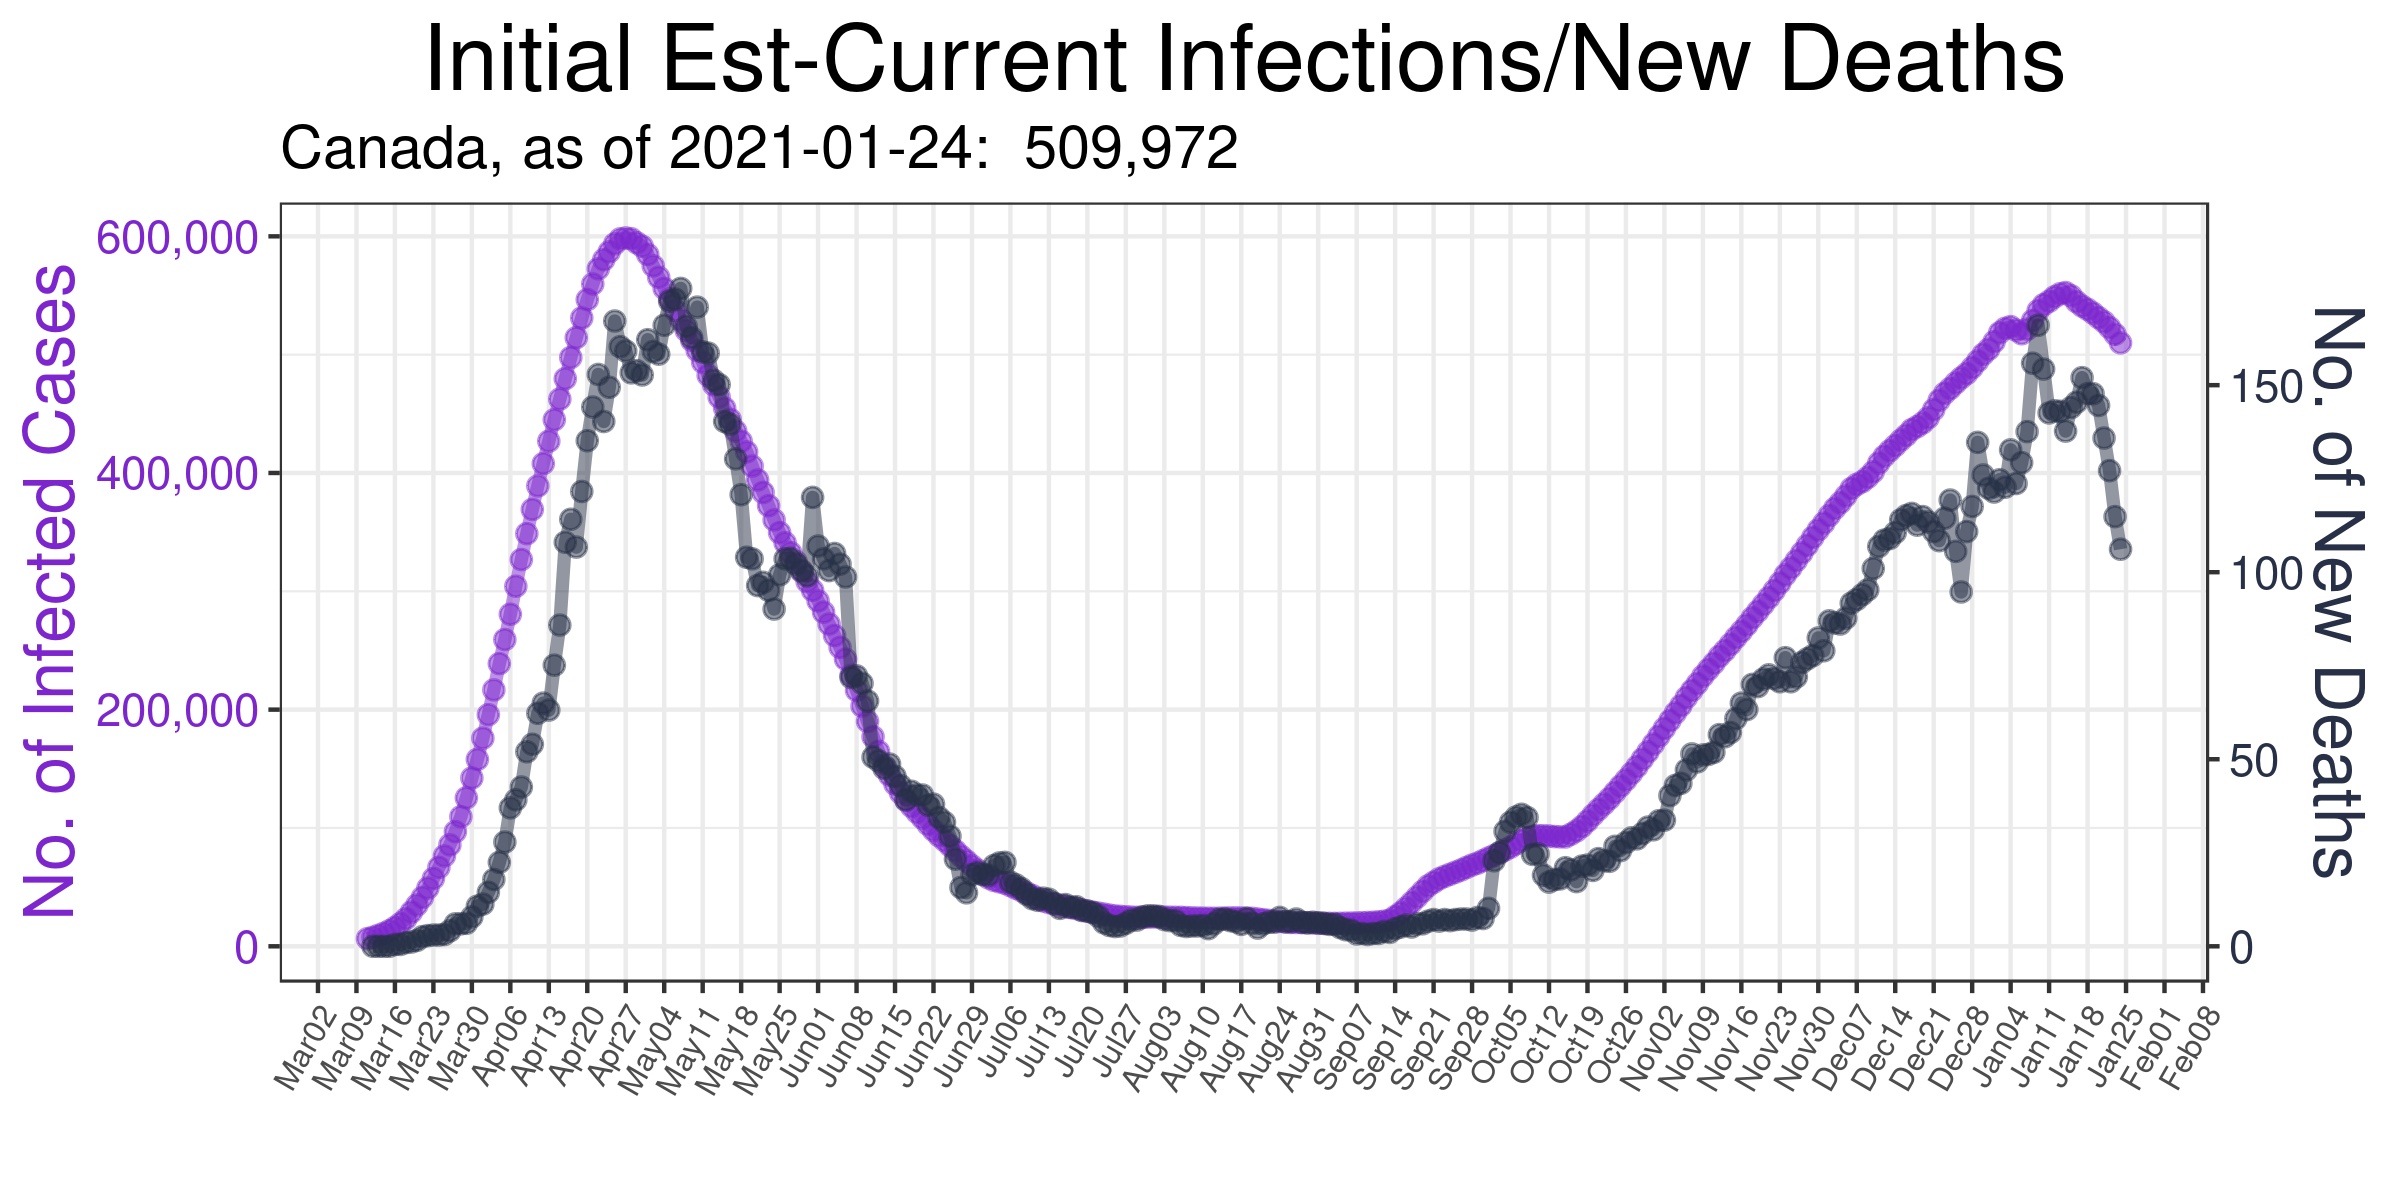 Initial Est-Current Infections/New Deaths
Canada, as of 2021-01-24:  509,972
No. of Infected Cases
600,000
400,000
200,000
0
No. of New Deaths
150
100
50
0
Mar02
Mar09
Mar16
Mar23
Mar30
Apr06
Apr13
Apr20
Apr27
May04
May11
May18
May25
Jun01
Jun08
Jun15
Jun22
Jun29
Jul06
Jul13
Jul20
Jul27
Aug03
Aug10
Aug17
Aug24
Aug31
Sep07
Sep14
Sep21
Sep28
Oct05
Oct12
Oct19
Oct26
Nov02
Nov09
Nov16
Nov23
Nov30
Dec07
Dec14
Dec21
Dec28
Jan04
Jan11
Jan18
Jan25
Feb01
Feb08